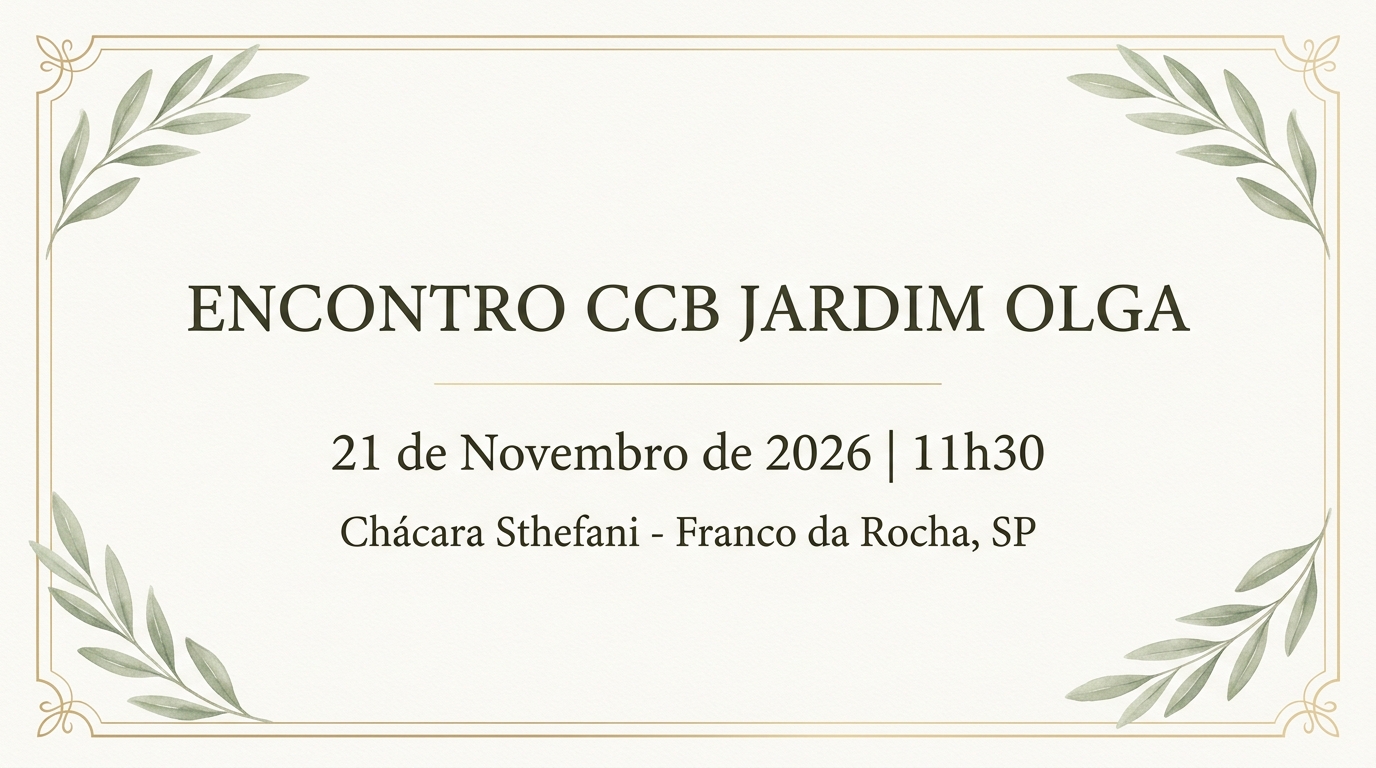 ENCONTRO CCB JARDIM OLGA
21 de Novembro de 2026 | 11h30
Chácara Sthefani - Franco da Rocha, SP